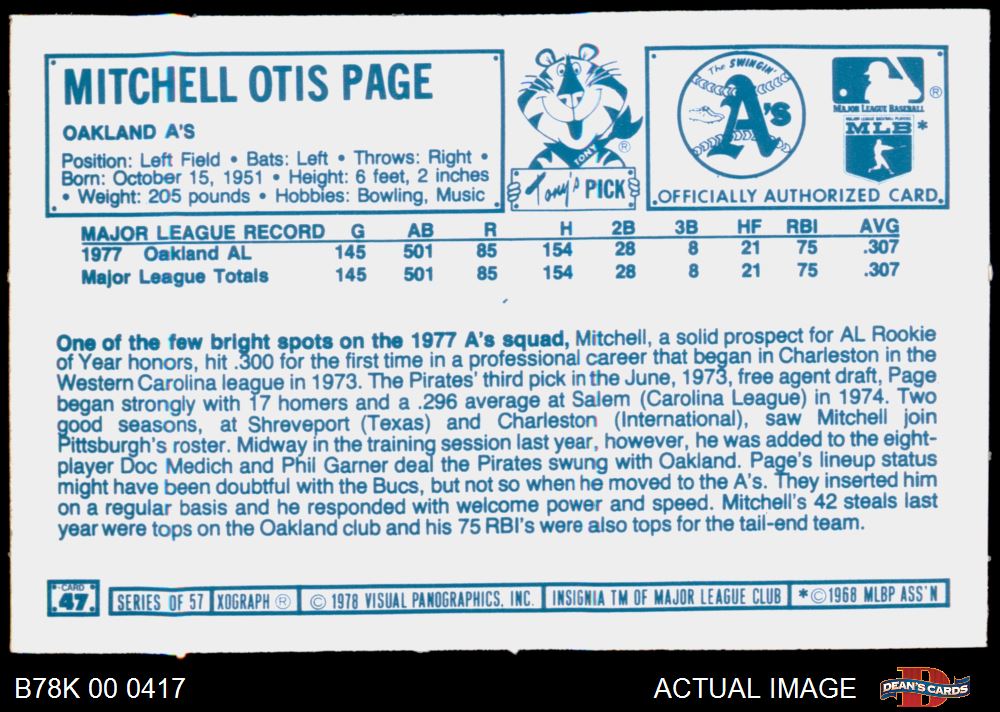 MITCHELL OTIS PAGE
OAKLAND A'S
Position: Left Field • Bats: Left • Throws: Right •
Born: October 15, 1951 • Height: 6 feet, 2 inches
• Weight: 205 pounds • Hobbies: Bowling, Music
TONY
®
Tony's PICK
The SWINGIN'
A's
®
MAJOR LEAGUE BASEBALL
MAJOR LEAGUE BASEBALL PLAYERS
MLB *
OFFICIALLY AUTHORIZED CARD
MAJOR LEAGUE RECORD G AB R H 2B 3B HF RBI AVG
1977 Oakland AL 145 501 85 154 28 8 21 75 .307
Major League Totals 145 501 85 154 28 8 21 75 .307
One of the few bright spots on the 1977 A's squad, Mitchell, a solid prospect for AL Rookie
of Year honors, hit .300 for the first time in a professional career that began in Charleston in the
Western Carolina league in 1973. The Pirates' third pick in the June, 1973, free agent draft, Page
began strongly with 17 homers and a .296 average at Salem (Carolina League) in 1974. Two
good seasons, at Shreveport (Texas) and Charleston (International), saw Mitchell join
Pittsburgh's roster. Midway in the training session last year, however, he was added to the eight-
player Doc Medich and Phil Garner deal the Pirates swung with Oakland. Page's lineup status
might have been doubtful with the Bucs, but not so when he moved to the A's. They inserted him
on a regular basis and he responded with welcome power and speed. Mitchell's 42 steals last
year were tops on the Oakland club and his 75 RBI's were also tops for the tail-end team.
CARD
47
SERIES OF 57 XOGRAPH ® © 1978 VISUAL PANOGRAPHICS, INC. INSIGNIA TM OF MAJOR LEAGUE CLUB *©1968 MLBP ASS'N
B78K 00 0417
ACTUAL IMAGE
D
DEAN'S CARDS